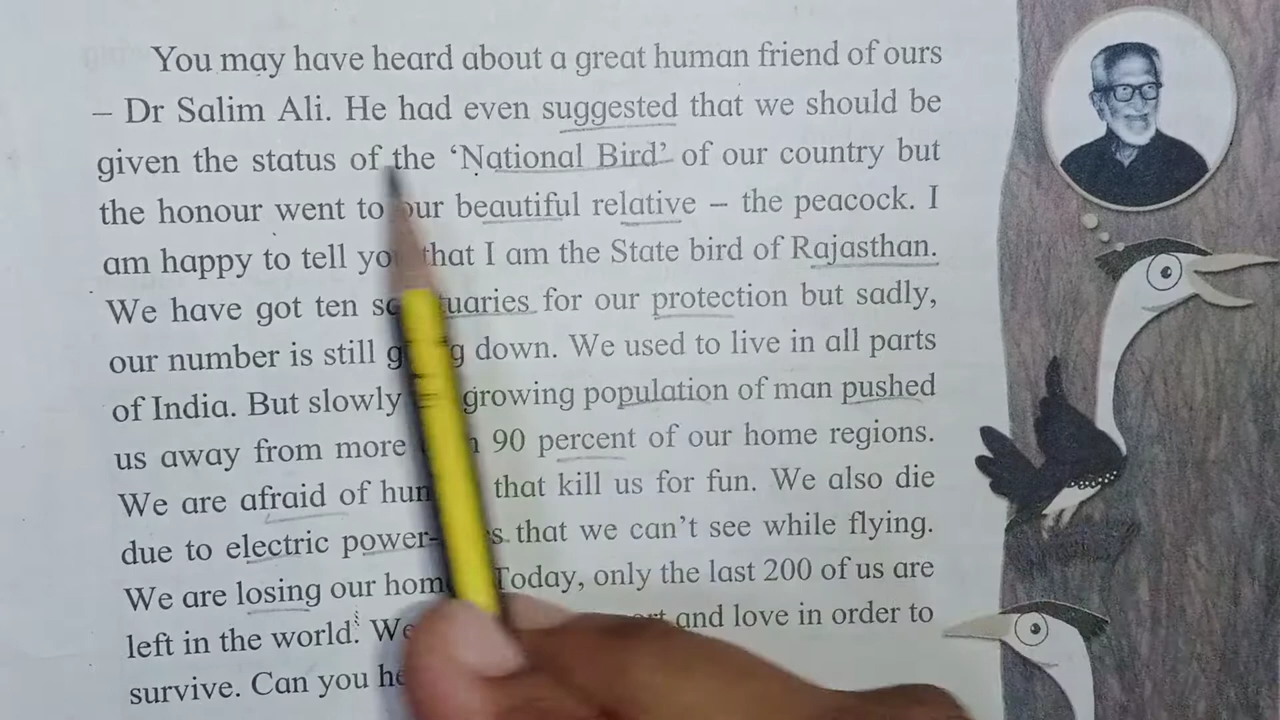 You may have heard about a great human friend of ours
– Dr Salim Ali. He had even suggested that we should be
given the status of the ‘National Bird’ of our country but
the honour went to our beautiful relative – the peacock. I
am happy to tell you that I am the State bird of Rajasthan.
We have got ten sanctuaries for our protection but sadly,
our number is still going down. We used to live in all parts
of India. But slowly growing population of man pushed
us away from more than 90 percent of our home regions.
We are afraid of that kill us for fun. We also die
due to electric power- that we can’t see while flying.
We are losing our Today, only the last 200 of us are
left in the world. We and love in order to
survive. Can you